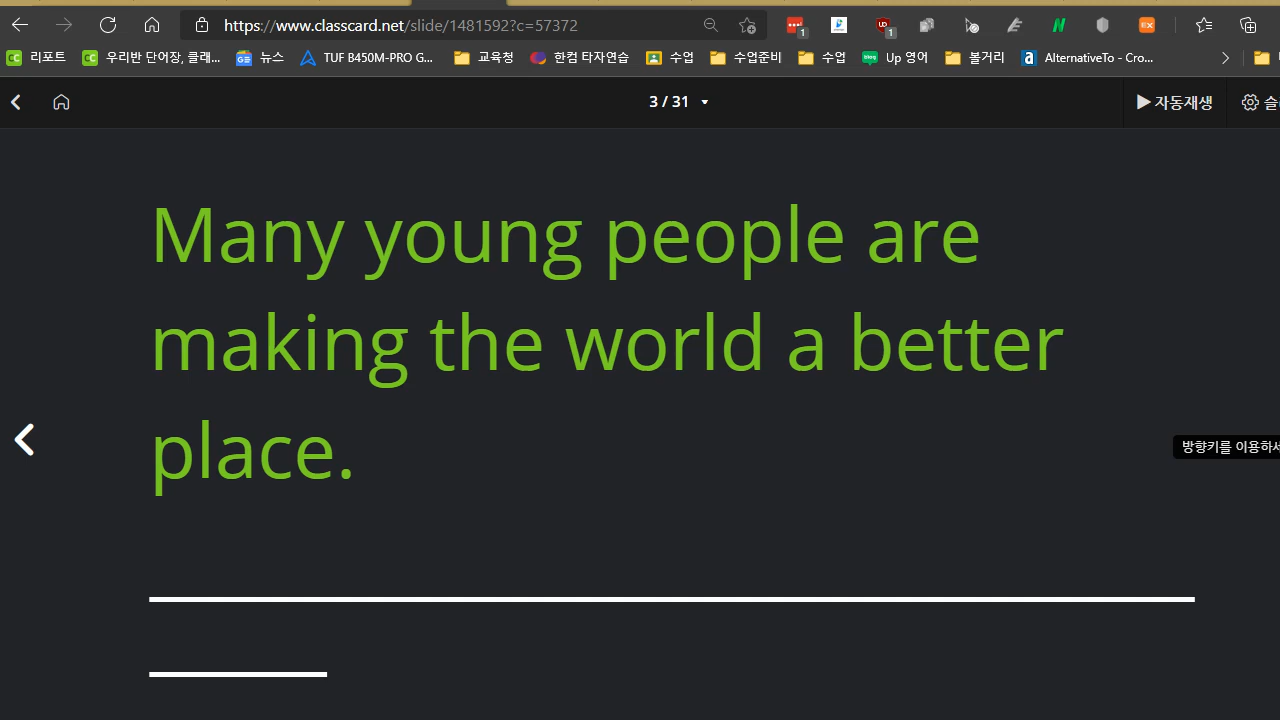 https://www.classcard.net/slide/1481592?c=57372
1
1
리포트
우리반 단어장, 클래...
뉴스
TUF B450M-PRO G...
교육청
한컴 타자연습
수업
수업준비
수업
Up 영어
볼거리
AlternativeTo - Cro...
3 / 31
자동재생
Many young people are
making the world a better
place.
방향키를 이용하